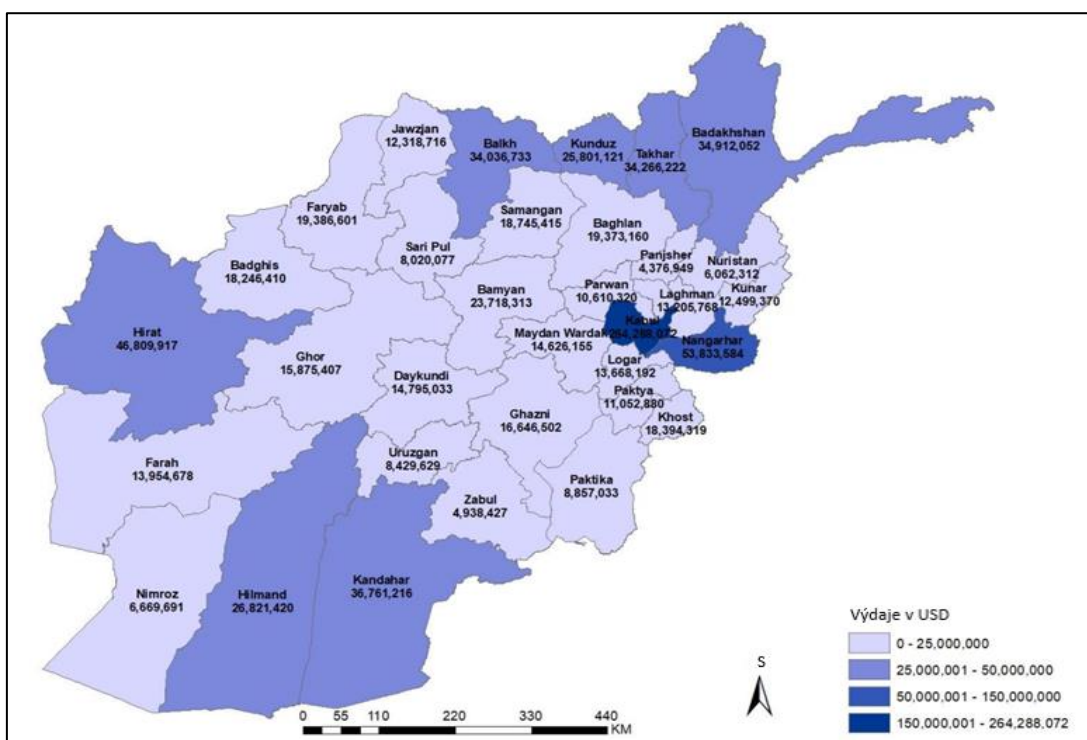 Jawzjan
12,318,716
Balkh
34,036,733
Kunduz
25,801,121
Takhar
34,266,222
Badakhshan
34,912,052
Faryab
19,386,601
Samangan
18,745,415
Baghlan
19,373,160
Sari Pul
8,020,077
Panjsher
4,376,949
Nuristan
6,062,312
Badghis
18,246,410
Bamyan
23,718,313
Parwan
10,610,320
Laghman
13,205,768
Kunar
12,499,370
Hirat
46,809,917
Kabul
264,288,072
Maydan Wardak
14,626,155
Nangarhar
53,833,584
Ghor
15,875,407
Logar
13,668,192
Daykundi
14,795,033
Paktya
11,052,880
Ghazni
16,646,502
Khost
18,394,319
Uruzgan
8,429,629
Farah
13,954,678
Paktika
8,857,033
Zabul
4,938,427
Kandahar
36,761,216
Nimroz
6,669,691
Hilmand
26,821,420
Výdaje v USD
0 - 25,000,000
25,000,001 - 50,000,000
50,000,001 - 150,000,000
150,000,001 - 264,288.072
S
0 55 110 220 330 440
KM